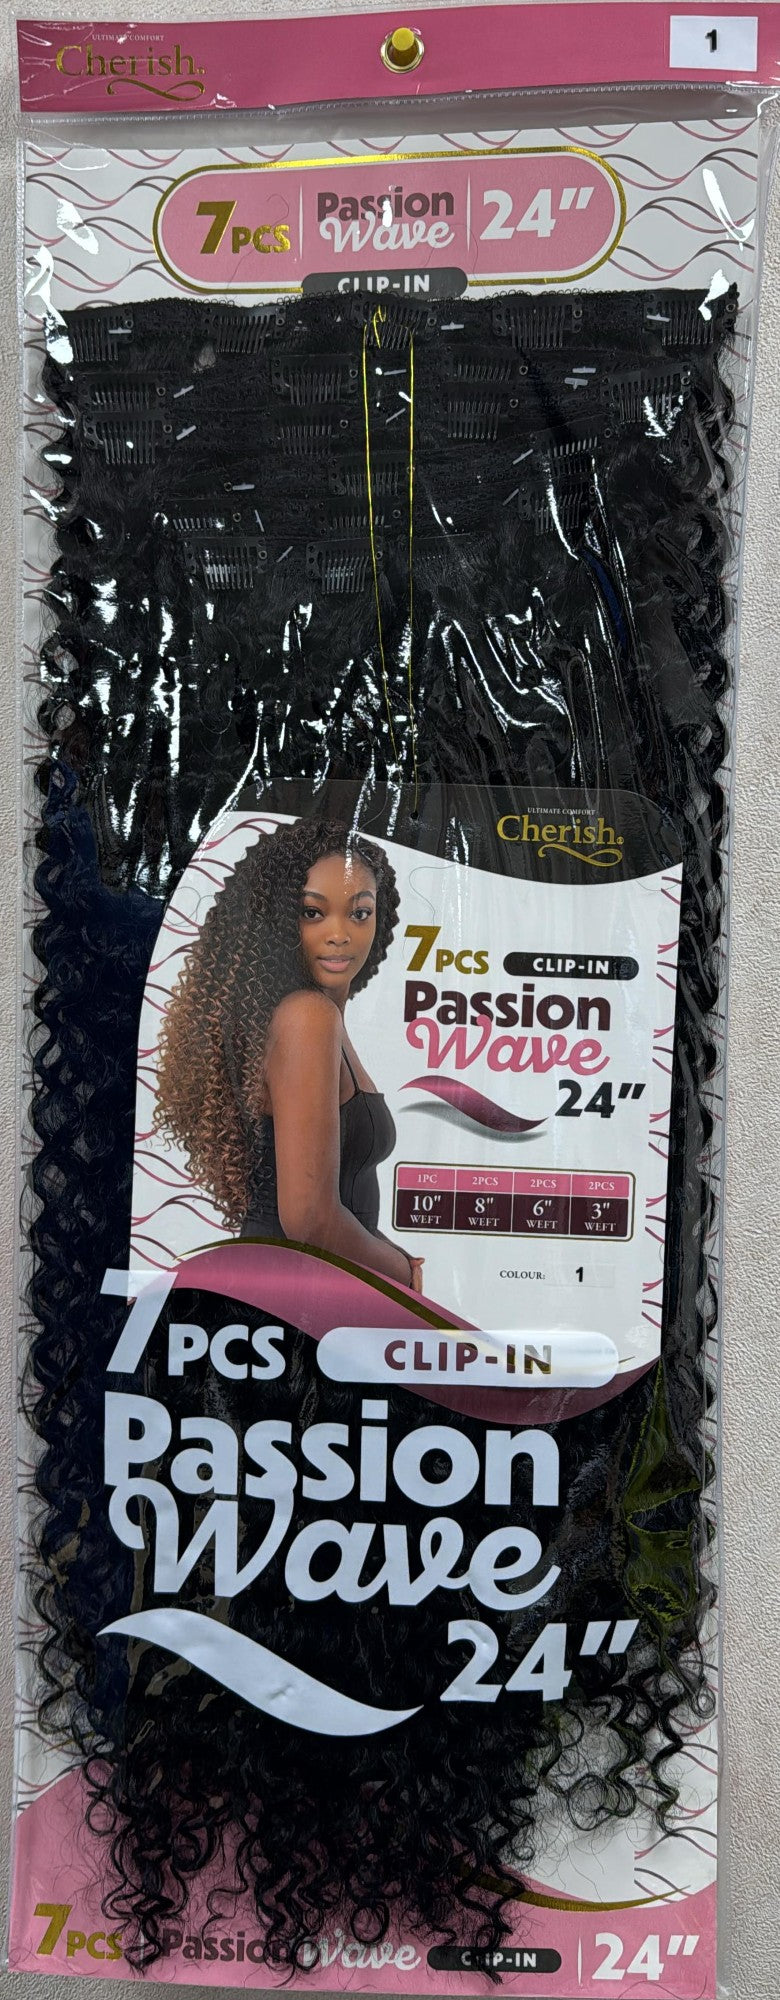 ULTIMATE COMFORT
Cherish.
1
7PCS Passion Wave 24"
CLIP-IN
ULTIMATE COMFORT
Cherish.
7PCS CLIP-IN
Passion
Wave
24"
1PC 2PCS 2PCS 2PCS
10" 8" 6" 3"
WEFT WEFT WEFT WEFT
COLOUR: 1
7PCS CLIP-IN
Passion
Wave
24"
7PCS Passion Wave CLIP-IN 24"